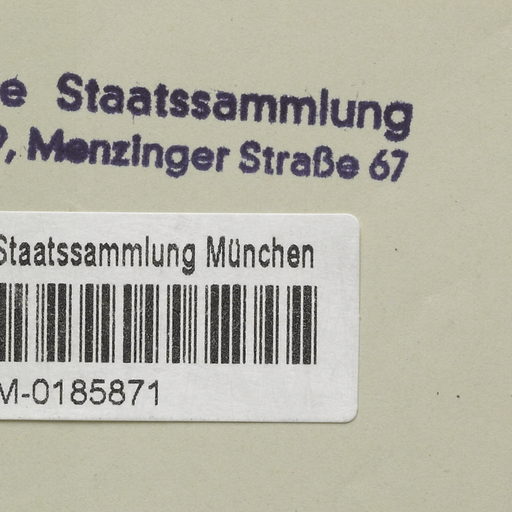 e Staatssammlung
, Menzinger Straße 67
Staatssammlung München
M-0185871